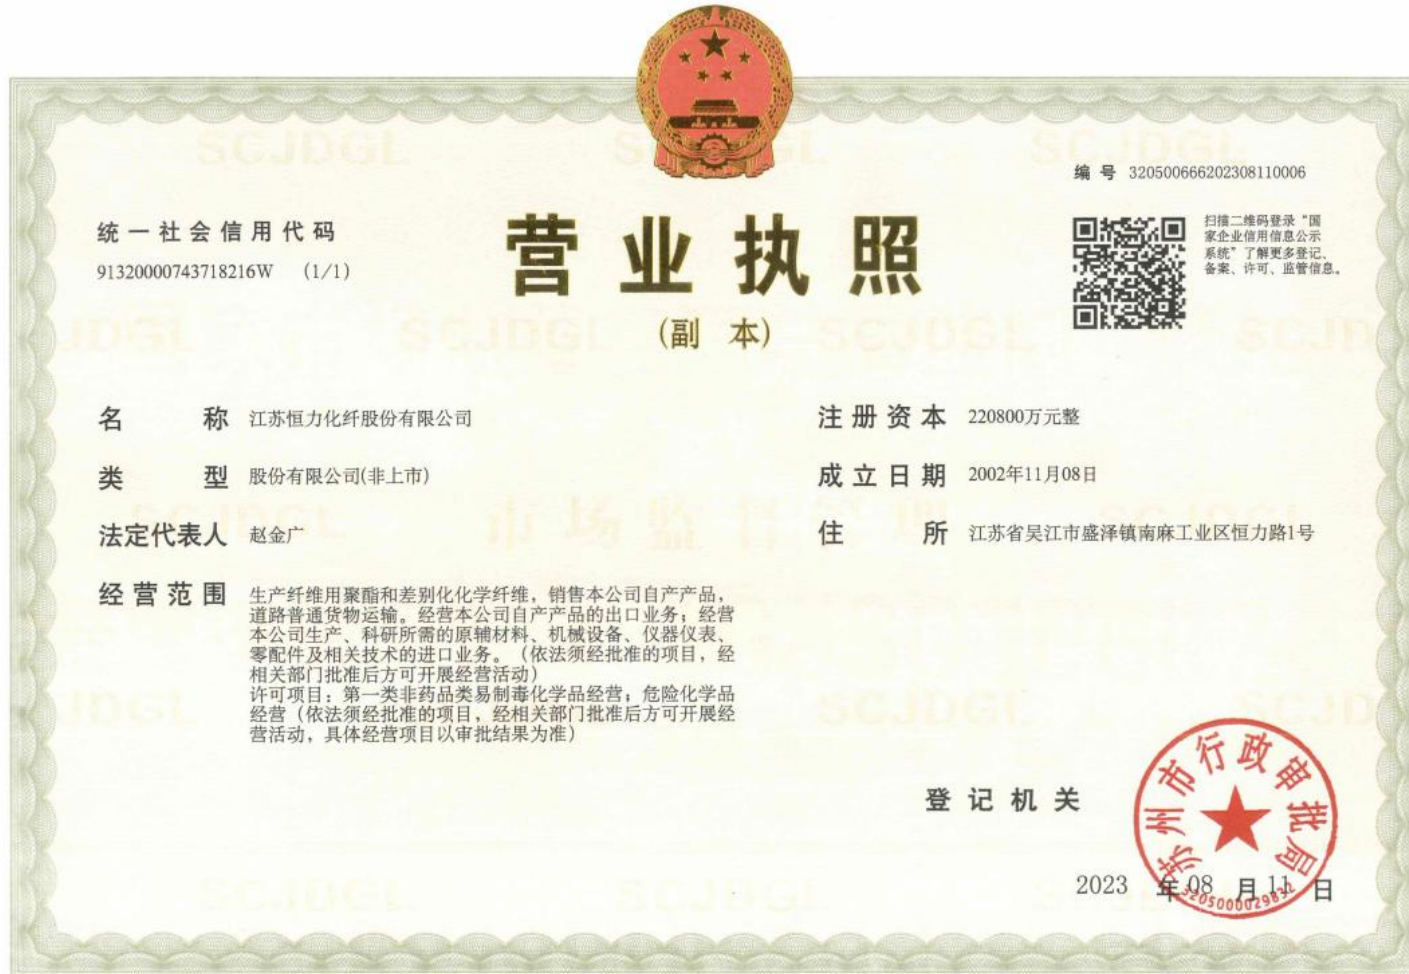 编号 320500666202308110006
统一社会信用代码
91320000743718216W (1/1)
营业执照
(副本)
扫描二维码登录“国
家企业信用信息公示
系统”了解更多登记、
备案、许可、监管信息。
名称 江苏恒力化纤股份有限公司
注册资本 220800万元整
类型 股份有限公司(非上市)
成立日期 2002年11月08日
法定代表人 赵金广
住所 江苏省吴江市盛泽镇南麻工业区恒力路1号
经营范围 生产纤维用聚酯和差别化化学纤维，销售本公司自产产品，
道路普通货物运输。经营本公司自产产品的出口业务；经营
本公司生产、科研所需的原辅材料、机械设备、仪器仪表、
零配件及相关技术的进口业务。（依法须经批准的项目，经
相关部门批准后方可开展经营活动）
许可项目：第一类非药品类易制毒化学品经营；危险化学品
经营（依法须经批准的项目，经相关部门批准后方可开展经
营活动，具体经营项目以审批结果为准）
登记机关
苏州市行政审批局
2023年08月11日
3205000029832
SCJDGL
市场监督管理